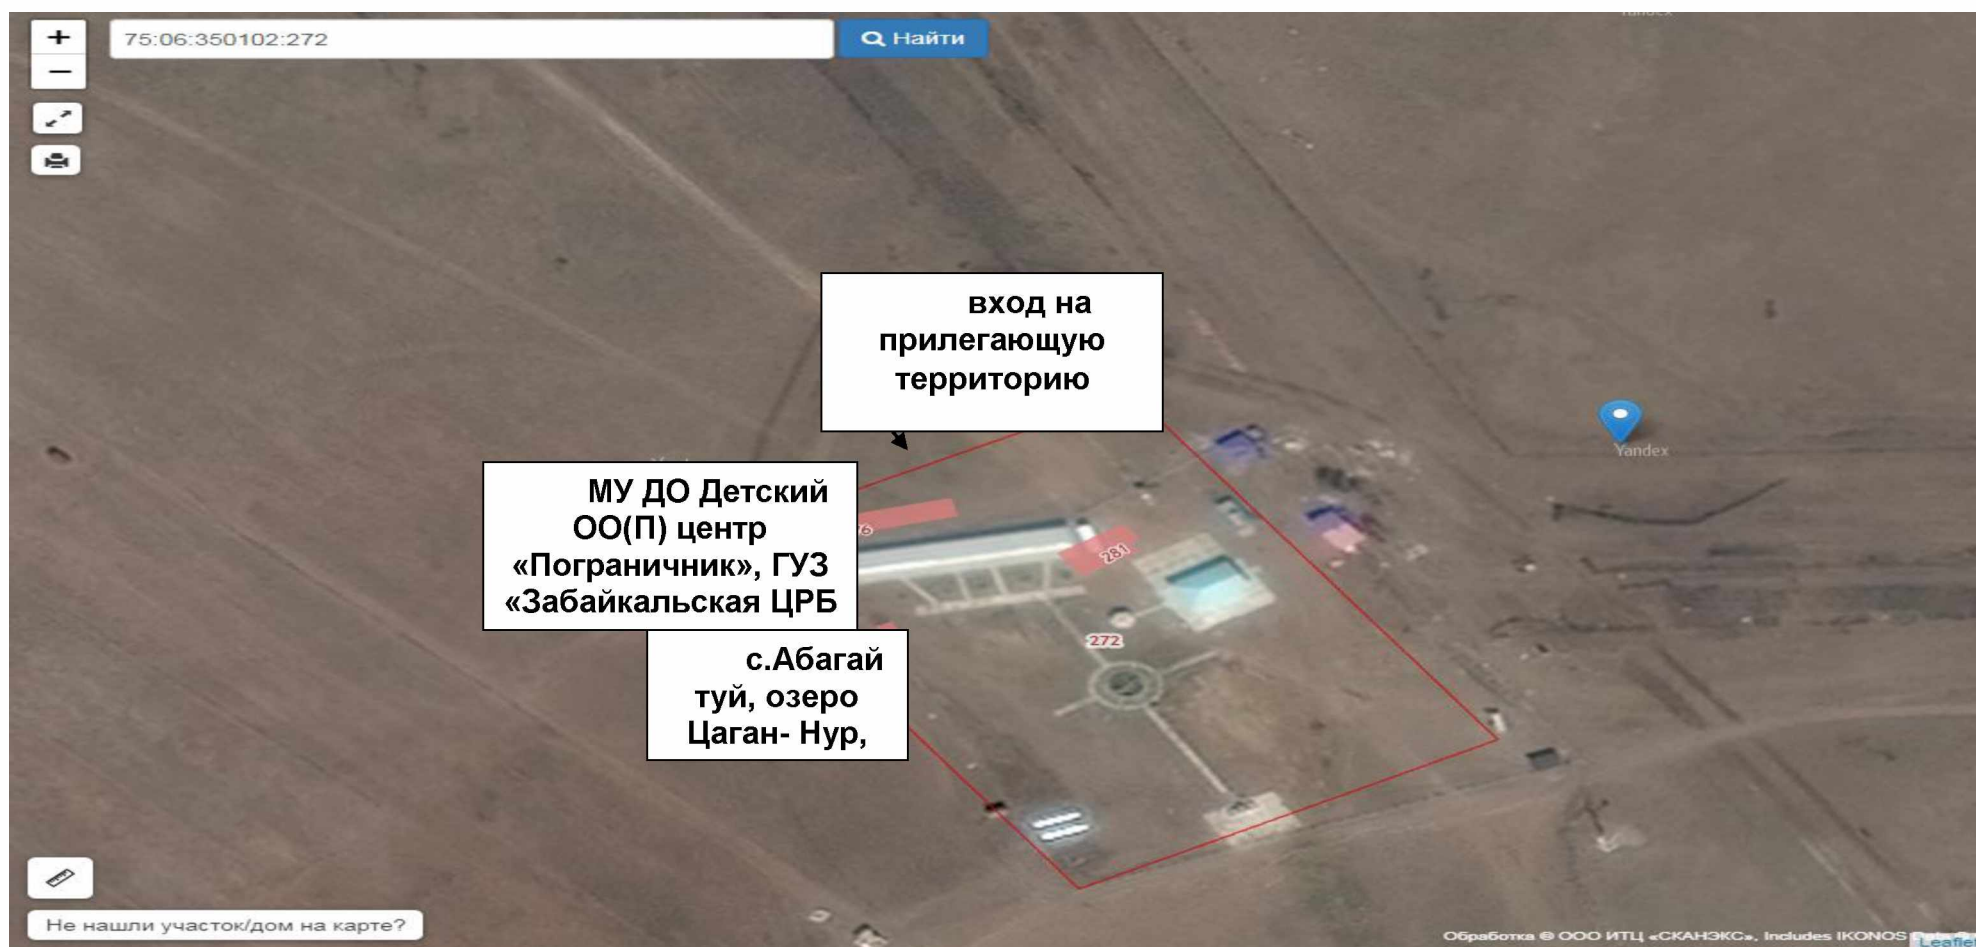 +
75:06:350102:272
Найти
−
вход на
прилегающую
территорию
Yandex
МУ ДО Детский
ОО(П) центр
«Пограничник», ГУЗ
«Забайкальская ЦРБ
281
272
с.Абагай
туй, озеро
Цаган- Нур,
Не нашли участок/дом на карте?
Обработка © ООО ИТЦ «СКАНЭКС», Includes IKONOS
Leaflet